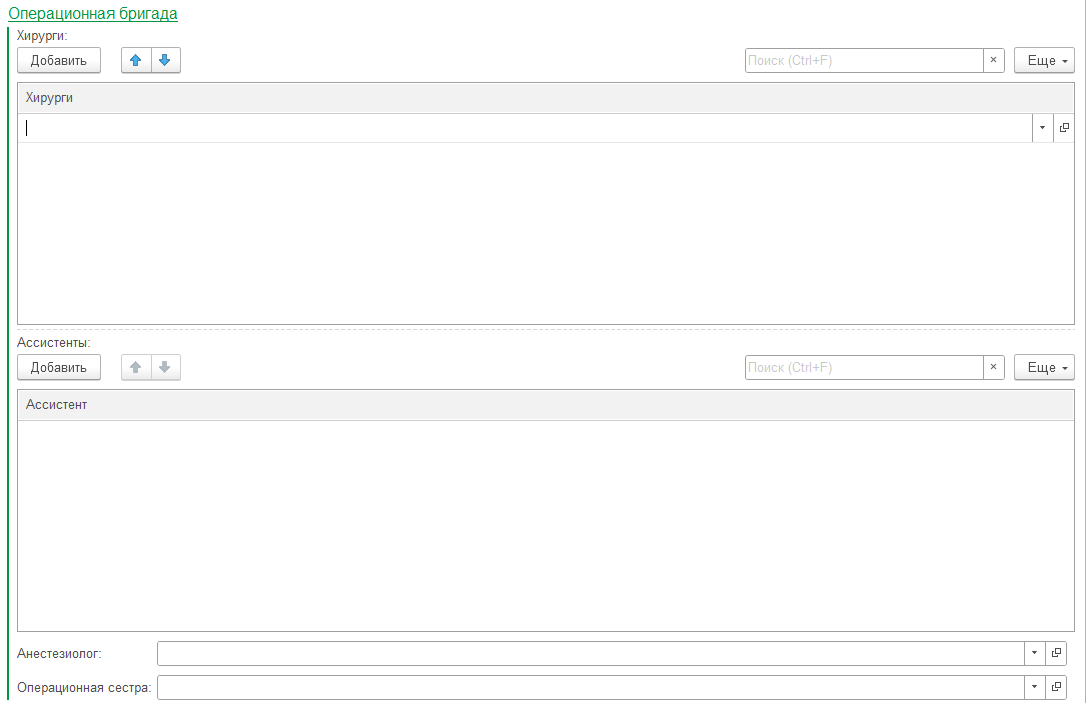 Операционная бригада
Хирурги:
Добавить Поиск (Ctrl+F) × Еще
Хирурги
Ассистенты:
Добавить Поиск (Ctrl+F) × Еще
Ассистент
Анестезиолог:
Операционная сестра: